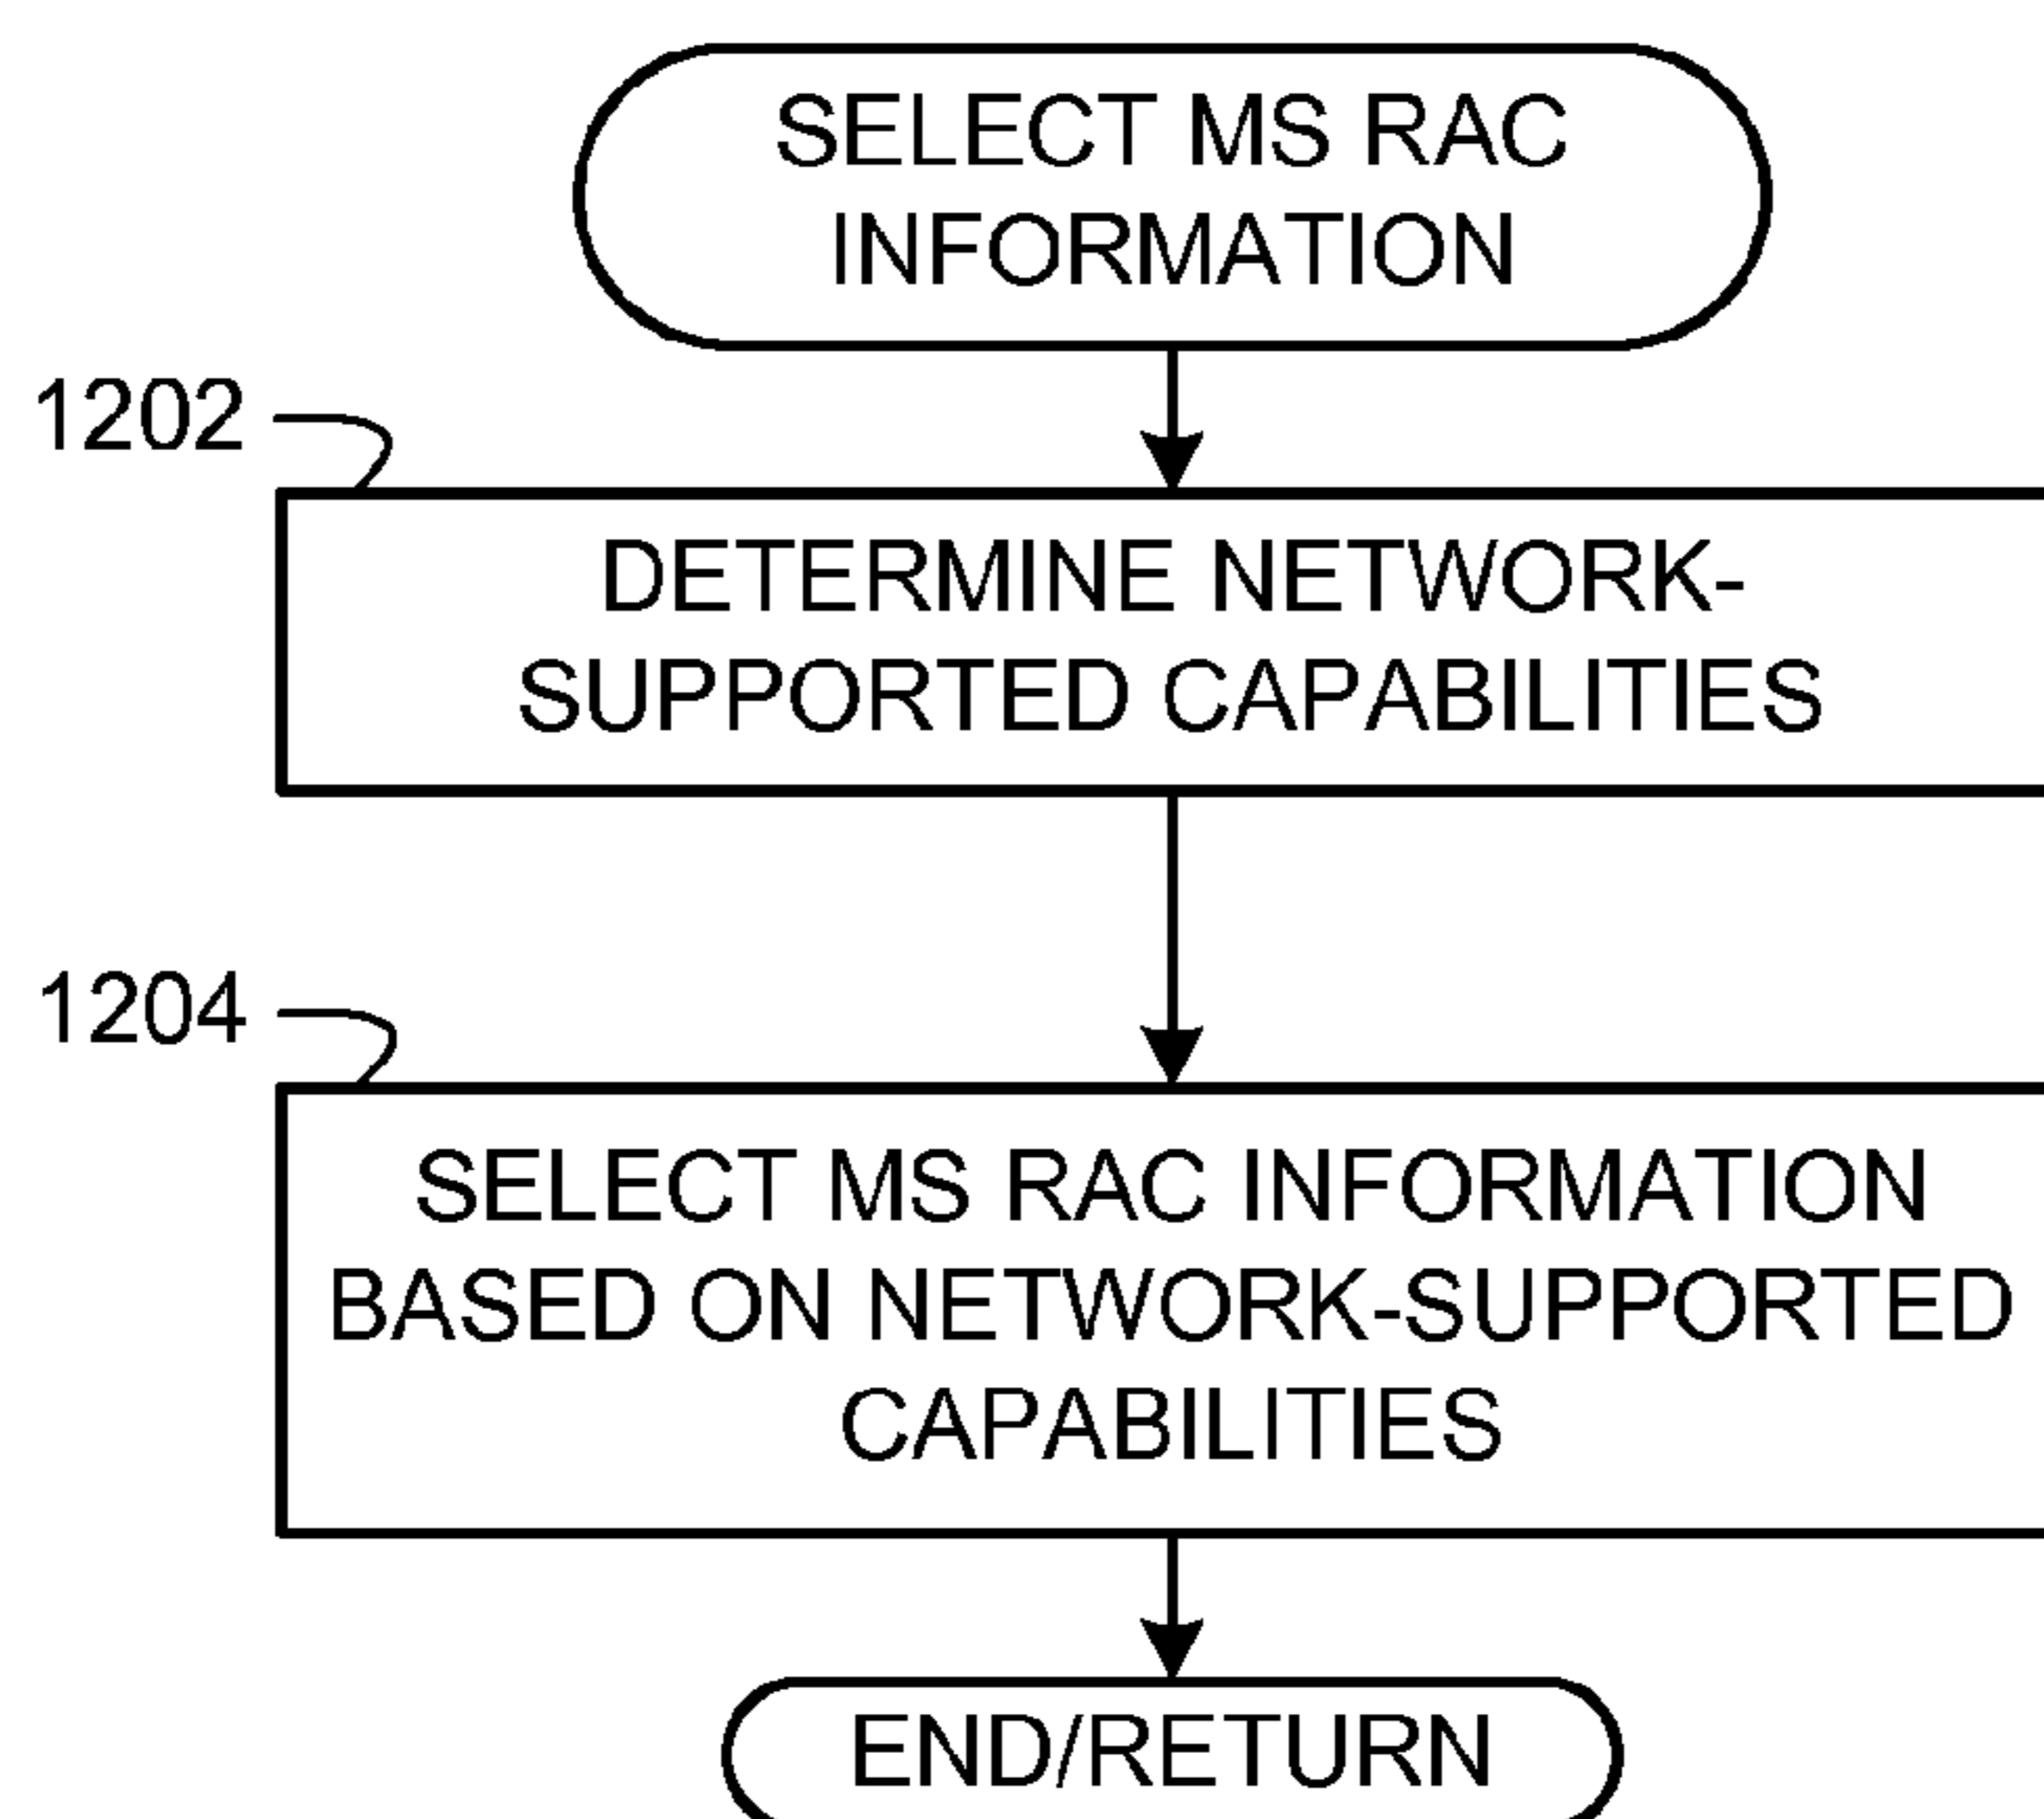 SELECT MS RAC
INFORMATION
1202
DETERMINE NETWORK-
SUPPORTED CAPABILITIES
1204
SELECT MS RAC INFORMATION
BASED ON NETWORK-SUPPORTED
CAPABILITIES
END/RETURN